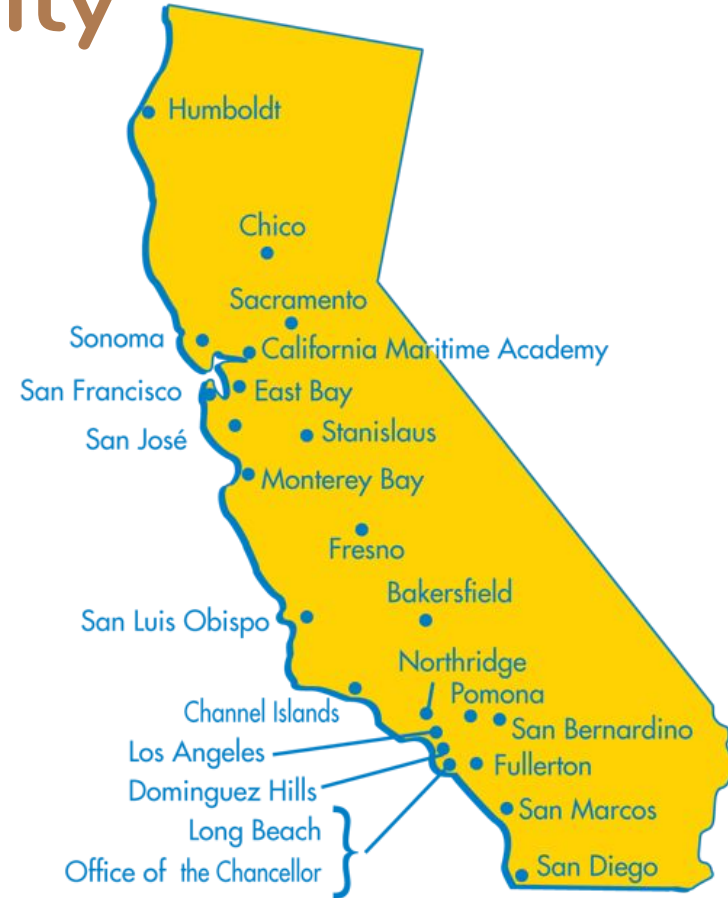 ity
Humboldt
Chico
Sacramento
Sonoma
California Maritime Academy
San Francisco
East Bay
San José
Stanislaus
Monterey Bay
Fresno
Bakersfield
San Luis Obispo
Northridge
Pomona
Channel Islands
San Bernardino
Los Angeles
Fullerton
Dominguez Hills
San Marcos
Long Beach
Office of the Chancellor
San Diego